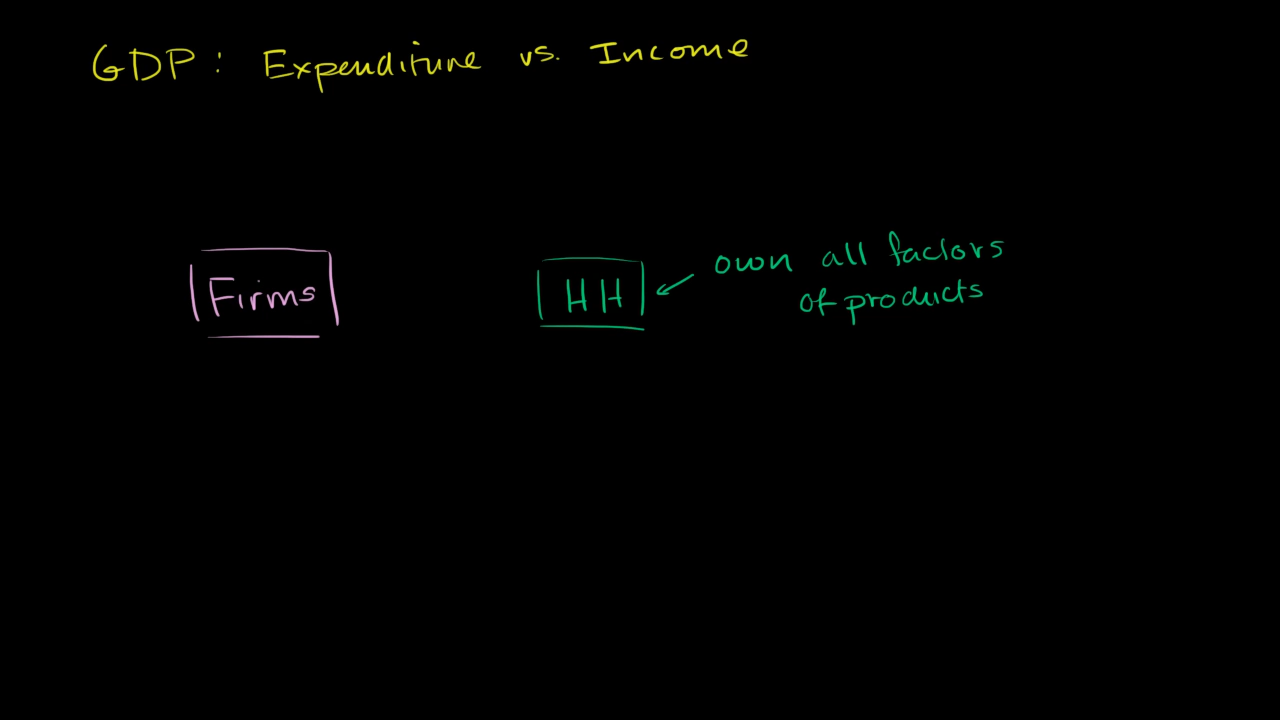 GDP: Expenditure vs. Income
Firms
HH
own all factors
of products